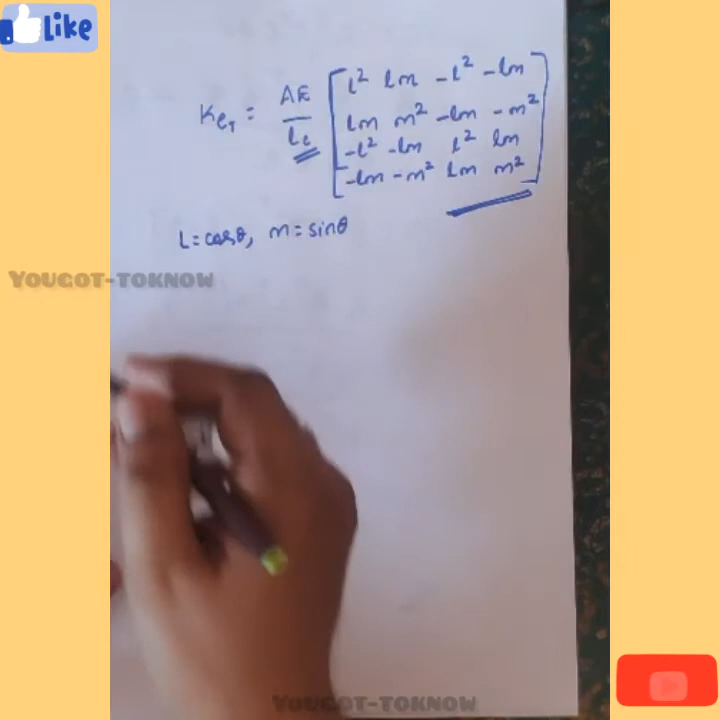 Like
K_eT = AE/Le [ l² lm -l² -lm
lm m² -lm -m²
-l² -lm l² lm
-lm -m² lm m² ]
L=cosθ, m=sinθ
YOUGOT-TOKNOW
YOUGOT-TOKNOW